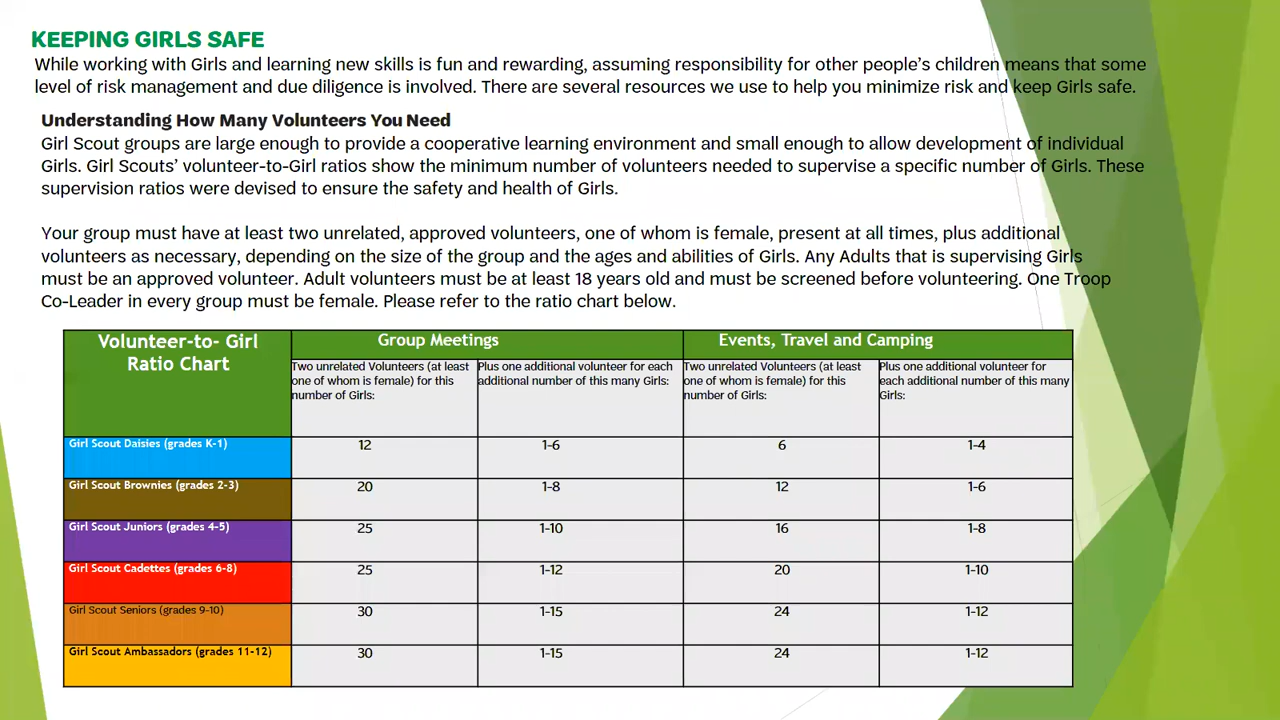 KEEPING GIRLS SAFE
While working with Girls and learning new skills is fun and rewarding, assuming responsibility for other people's children means that some
level of risk management and due diligence is involved. There are several resources we use to help you minimize risk and keep Girls safe.
Understanding How Many Volunteers You Need
Girl Scout groups are large enough to provide a cooperative learning environment and small enough to allow development of individual
Girls. Girl Scouts' volunteer-to-Girl ratios show the minimum number of volunteers needed to supervise a specific number of Girls. These
supervision ratios were devised to ensure the safety and health of Girls.
Your group must have at least two unrelated, approved volunteers, one of whom is female, present at all times, plus additional
volunteers as necessary, depending on the size of the group and the ages and abilities of Girls. Any Adults that is supervising Girls
must be an approved volunteer. Adult volunteers must be at least 18 years old and must be screened before volunteering. One Troop
Co-Leader in every group must be female. Please refer to the ratio chart below.
Volunteer-to- Girl
Ratio Chart
Group Meetings
Events, Travel and Camping
Two unrelated Volunteers (at least
one of whom is female) for this
number of Girls:
Plus one additional volunteer for each
additional number of this many Girls:
Two unrelated Volunteers (at least
one of whom is female) for this
number of Girls:
Plus one additional volunteer for
each additional number of this many
Girls:
Girl Scout Daisies (grades K-1) 12 1-6 6 1-4
Girl Scout Brownies (grades 2-3) 20 1-8 12 1-6
Girl Scout Juniors (grades 4-5) 25 1-10 16 1-8
Girl Scout Cadettes (grades 6-8) 25 1-12 20 1-10
Girl Scout Seniors (grades 9-10) 30 1-15 24 1-12
Girl Scout Ambassadors (grades 11-12) 30 1-15 24 1-12